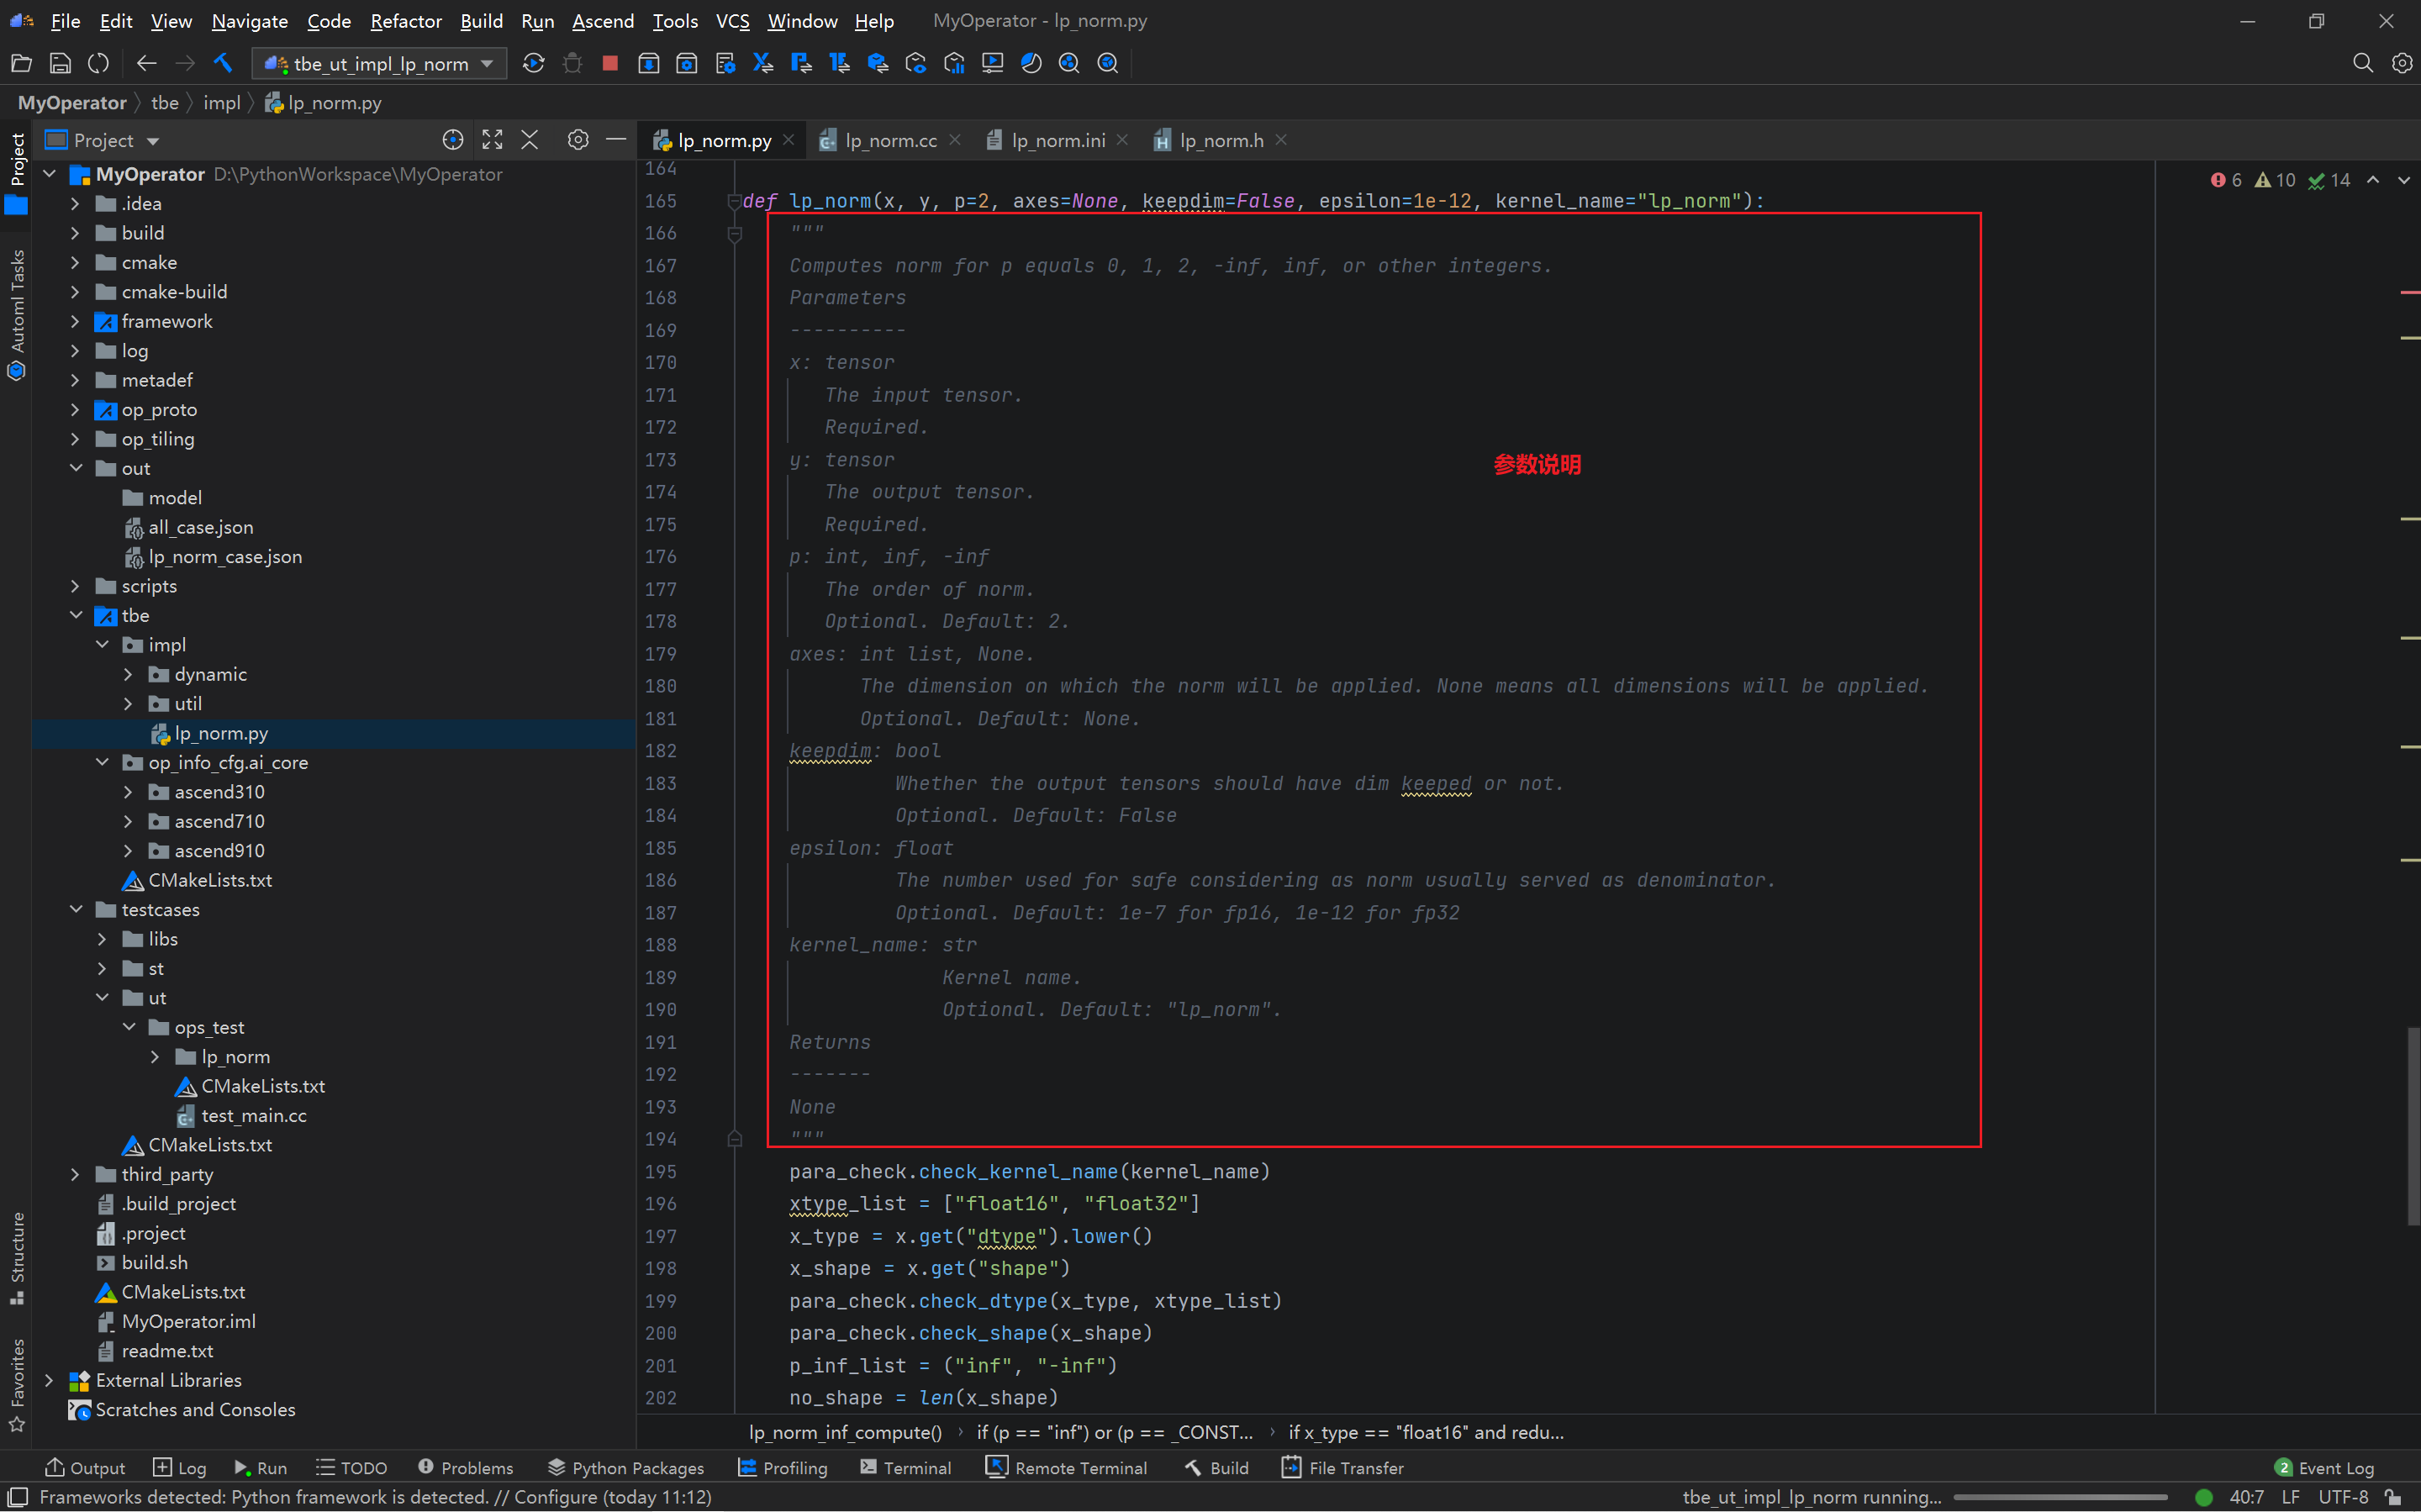 File Edit View Navigate Code Refactor Build Run Ascend Tools VCS Window Help MyOperator - lp_norm.py
tbe_ut_impl_lp_norm
MyOperator tbe impl lp_norm.py
Project
lp_norm.py lp_norm.cc lp_norm.ini lp_norm.h
Project
Automl Tasks
Structure
Favorites
MyOperator D:\PythonWorkspace\MyOperator
.idea
build
cmake
cmake-build
framework
log
metadef
op_proto
op_tiling
out
model
all_case.json
lp_norm_case.json
scripts
tbe
impl
dynamic
util
lp_norm.py
op_info_cfg.ai_core
ascend310
ascend710
ascend910
CMakeLists.txt
testcases
libs
st
ut
ops_test
lp_norm
CMakeLists.txt
test_main.cc
CMakeLists.txt
third_party
.build_project
.project
build.sh
CMakeLists.txt
MyOperator.iml
readme.txt
External Libraries
Scratches and Consoles
6 10 14
164
165 def lp_norm(x, y, p=2, axes=None, keepdim=False, epsilon=1e-12, kernel_name="lp_norm"):
166 """
167 Computes norm for p equals 0, 1, 2, -inf, inf, or other integers.
168 Parameters
169 ----------
170 x: tensor
171 The input tensor.
172 Required.
173 y: tensor
参数说明
174 The output tensor.
175 Required.
176 p: int, inf, -inf
177 The order of norm.
178 Optional. Default: 2.
179 axes: int list, None.
180 The dimension on which the norm will be applied. None means all dimensions will be applied.
181 Optional. Default: None.
182 keepdim: bool
183 Whether the output tensors should have dim keeped or not.
184 Optional. Default: False
185 epsilon: float
186 The number used for safe considering as norm usually served as denominator.
187 Optional. Default: 1e-7 for fp16, 1e-12 for fp32
188 kernel_name: str
189 Kernel name.
190 Optional. Default: "lp_norm".
191 Returns
192 -------
193 None
194 """
195 para_check.check_kernel_name(kernel_name)
196 xtype_list = ["float16", "float32"]
197 x_type = x.get("dtype").lower()
198 x_shape = x.get("shape")
199 para_check.check_dtype(x_type, xtype_list)
200 para_check.check_shape(x_shape)
201 p_inf_list = ("inf", "-inf")
202 no_shape = len(x_shape)
lp_norm_inf_compute() › if (p == "inf") or (p == _CONST... › if x_type == "float16" and redu...
Output Log Run TODO Problems Python Packages Profiling Terminal Remote Terminal Build File Transfer 2 Event Log
Frameworks detected: Python framework is detected. // Configure (today 11:12) tbe_ut_impl_lp_norm running... 40:7 LF UTF-8